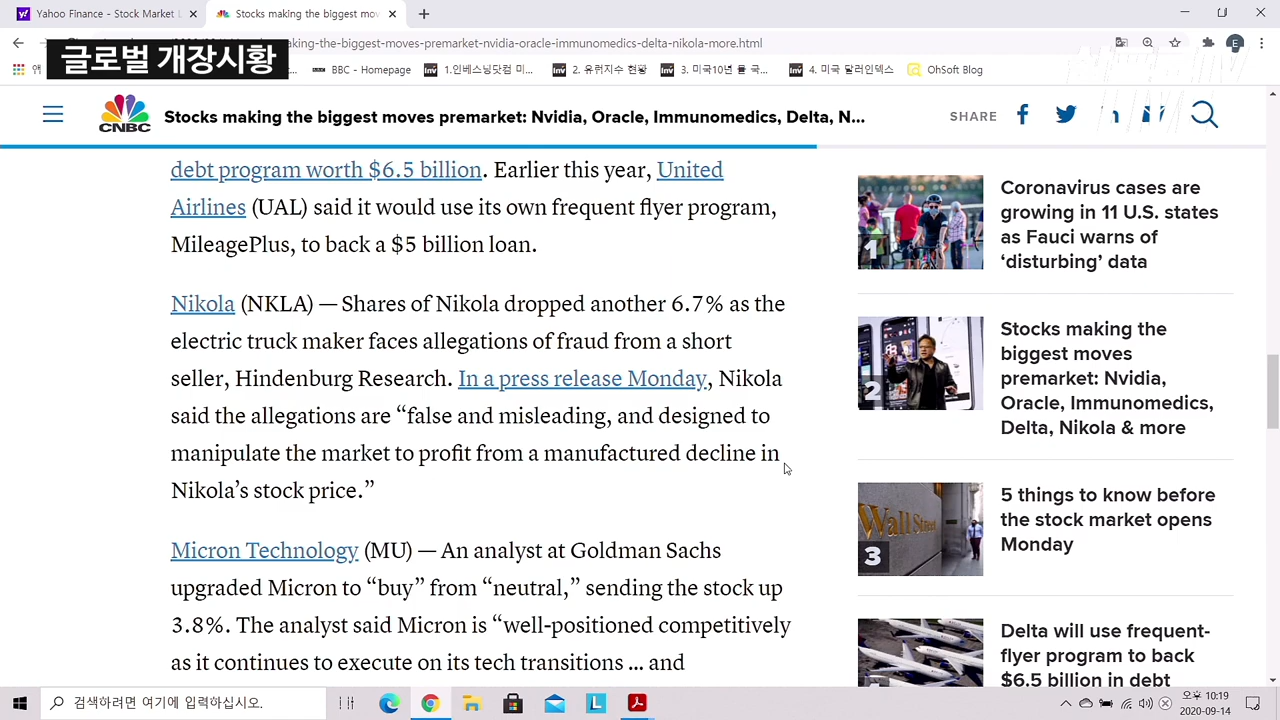 Yahoo Finance - Stock Market L
Stocks making the biggest mov
글로벌 개장시황
aking-the-biggest-moves-premarket-nvidia-oracle-immunomedics-delta-nikola-more.html
E
BBC - Homepage
1.인베스닝닷컴 미...
2. 유럽지수 현황
3. 미국10년 물 국...
4. 미국 달러인덱스
OhSoft Blog
CNBC
Stocks making the biggest moves premarket: Nvidia, Oracle, Immunomedics, Delta, N...
SHARE
debt program worth $6.5 billion. Earlier this year, United
Airlines (UAL) said it would use its own frequent flyer program,
MileagePlus, to back a $5 billion loan.
Nikola (NKLA) — Shares of Nikola dropped another 6.7% as the
electric truck maker faces allegations of fraud from a short
seller, Hindenburg Research. In a press release Monday, Nikola
said the allegations are “false and misleading, and designed to
manipulate the market to profit from a manufactured decline in
Nikola’s stock price.”
Micron Technology (MU) — An analyst at Goldman Sachs
upgraded Micron to “buy” from “neutral,” sending the stock up
3.8%. The analyst said Micron is “well-positioned competitively
as it continues to execute on its tech transitions ... and
1
Coronavirus cases are
growing in 11 U.S. states
as Fauci warns of
‘disturbing’ data
2
Stocks making the
biggest moves
premarket: Nvidia,
Oracle, Immunomedics,
Delta, Nikola & more
Wall Street
3
5 things to know before
the stock market opens
Monday
Delta will use frequent-
flyer program to back
$6.5 billion in debt
검색하려면 여기에 입력하십시오.
오후 10:19
2020-09-14